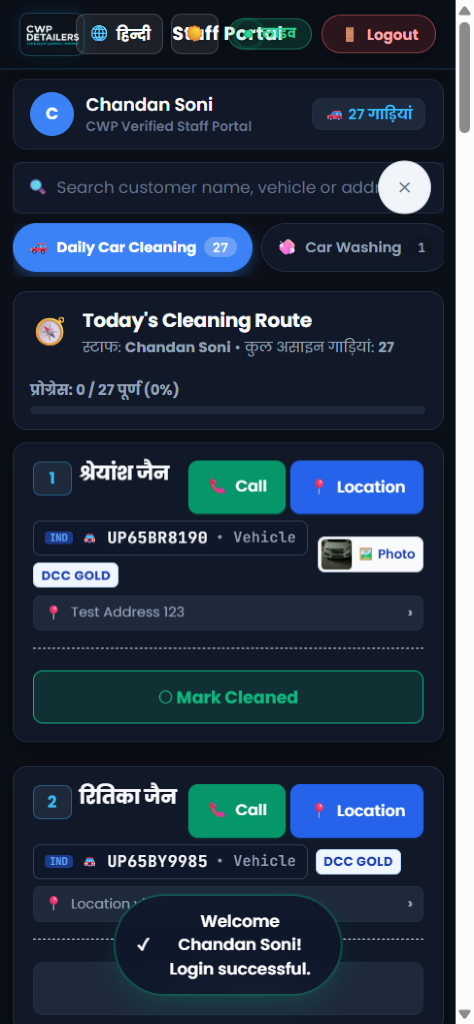 CWP
DETAILERS
हिन्दी
Staff Portal
Logout
C
Chandan Soni
CWP Verified Staff Portal
27 गाड़ियां
Search customer name, vehicle or addr
×
Daily Car Cleaning 27
Car Washing 1
Today's Cleaning Route
स्टाफ: Chandan Soni • कुल असाइन गाड़ियां: 27
प्रोग्रेस: 0 / 27 पूर्ण (0%)
1
श्रेयांश जैन
Call
Location
IND UP65BR8190 • Vehicle
Photo
DCC GOLD
Test Address 123
Mark Cleaned
2
रितिका जैन
Call
Location
IND UP65BY9985 • Vehicle
DCC GOLD
Location
Welcome
Chandan Soni!
Login successful.